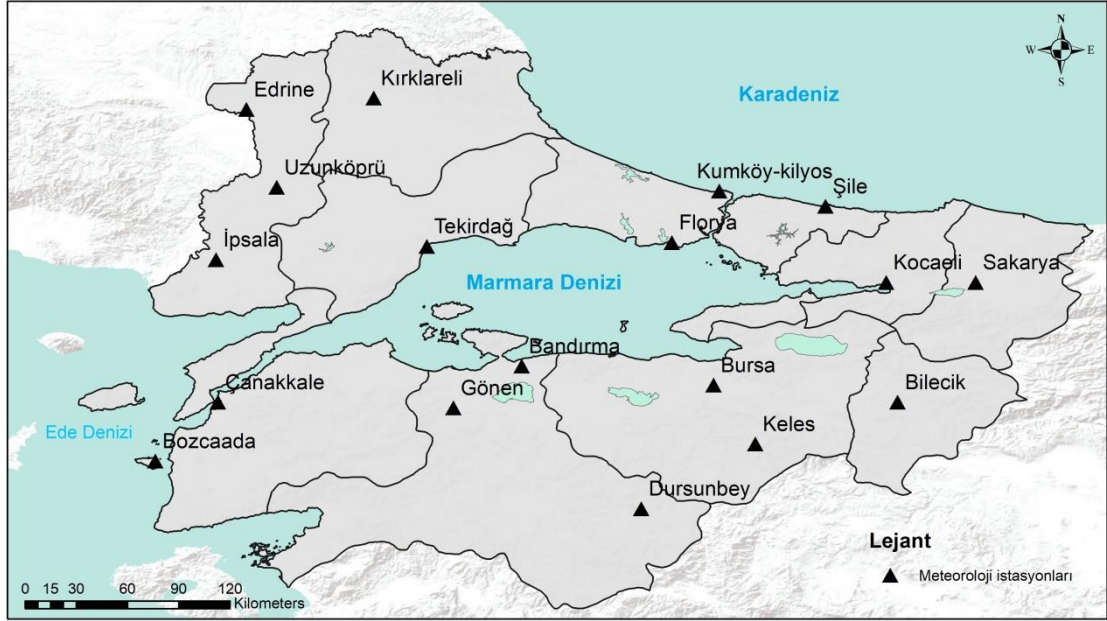 N
W E
S
Kırklareli
Edrine
Karadeniz
Uzunköprü
Kumköy-kilyos
Şile
Tekirdağ
Florya
İpsala
Kocaeli
Sakarya
Marmara Denizi
Bandırma
Çanakkale
Gönen
Bursa
Bilecik
Ede Denizi
Bozcaada
Keles
Dursunbey
Lejant
Meteoroloji istasyonları
0 15 30 60 90 120
Kilometers